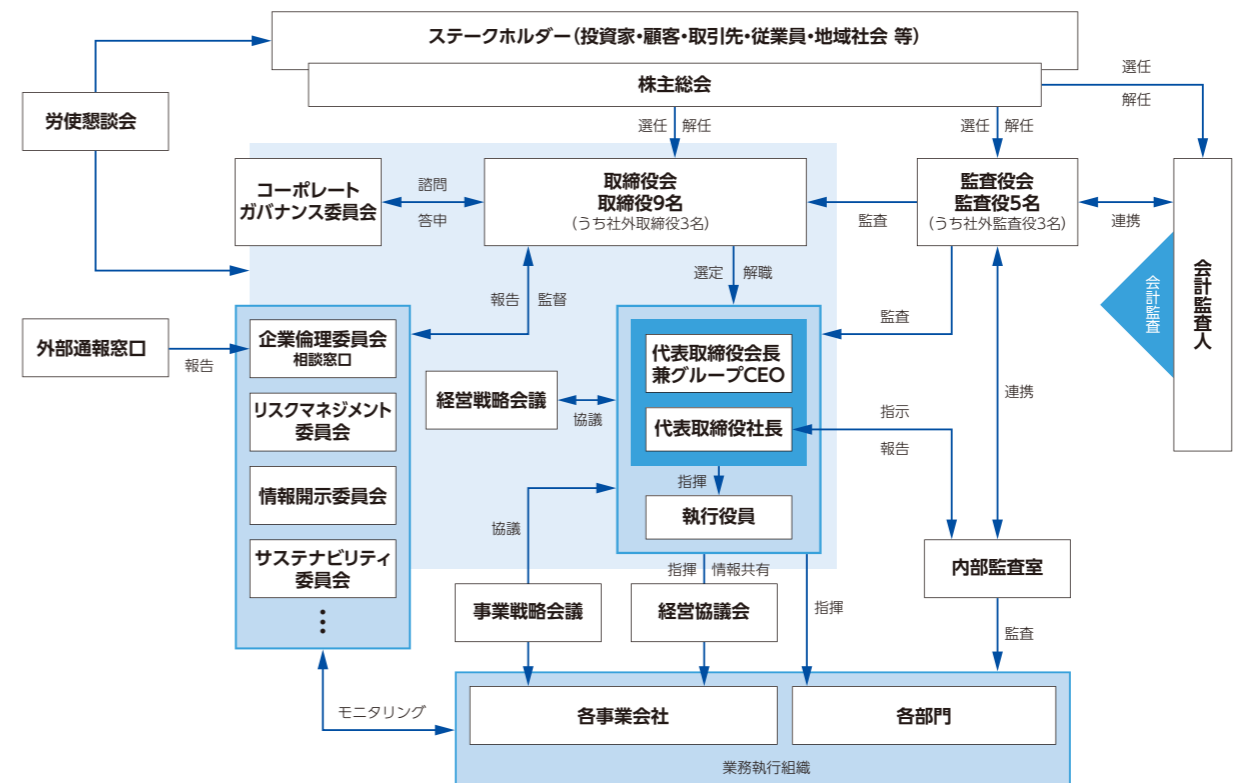 ステークホルダー（投資家・顧客・取引先・従業員・地域社会 等）
株主総会
選任
解任
労使懇談会
選任 解任
選任 解任
コーポレート
ガバナンス委員会
諮問
答申
取締役会
取締役9名
（うち社外取締役3名）
監査
監査役会
監査役5名
（うち社外監査役3名）
連携
会計監査人
会計監査
報告 監督
選定 解職
監査
外部通報窓口
報告
企業倫理委員会
相談窓口
リスクマネジメント
委員会
情報開示委員会
サステナビリティ
委員会
⋮
経営戦略会議
協議
代表取締役会長
兼グループCEO
代表取締役社長
指揮
執行役員
指示
報告
連携
協議
指揮 情報共有
指揮
内部監査室
監査
事業戦略会議
経営協議会
モニタリング
各事業会社
各部門
業務執行組織